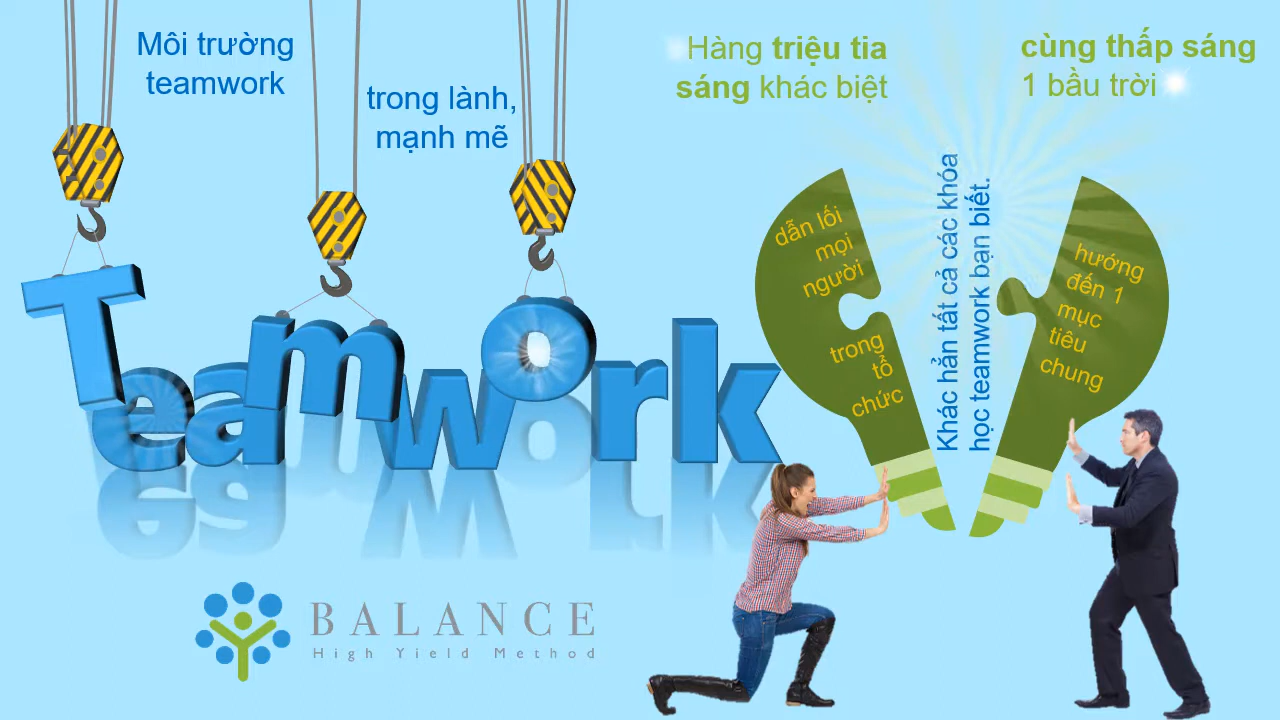 Môi trường
teamwork
trong lành,
mạnh mẽ
Hàng triệu tia
sáng khác biệt
cùng thấp sáng
1 bầu trời
Teamwork
dẫn lối
mọi
người
trong
tổ
chức
Khác hẳn tất cả các khóa
học teamwork bạn biết.
hướng
đến 1
mục
tiêu
chung
BALANCE
High Yield Method